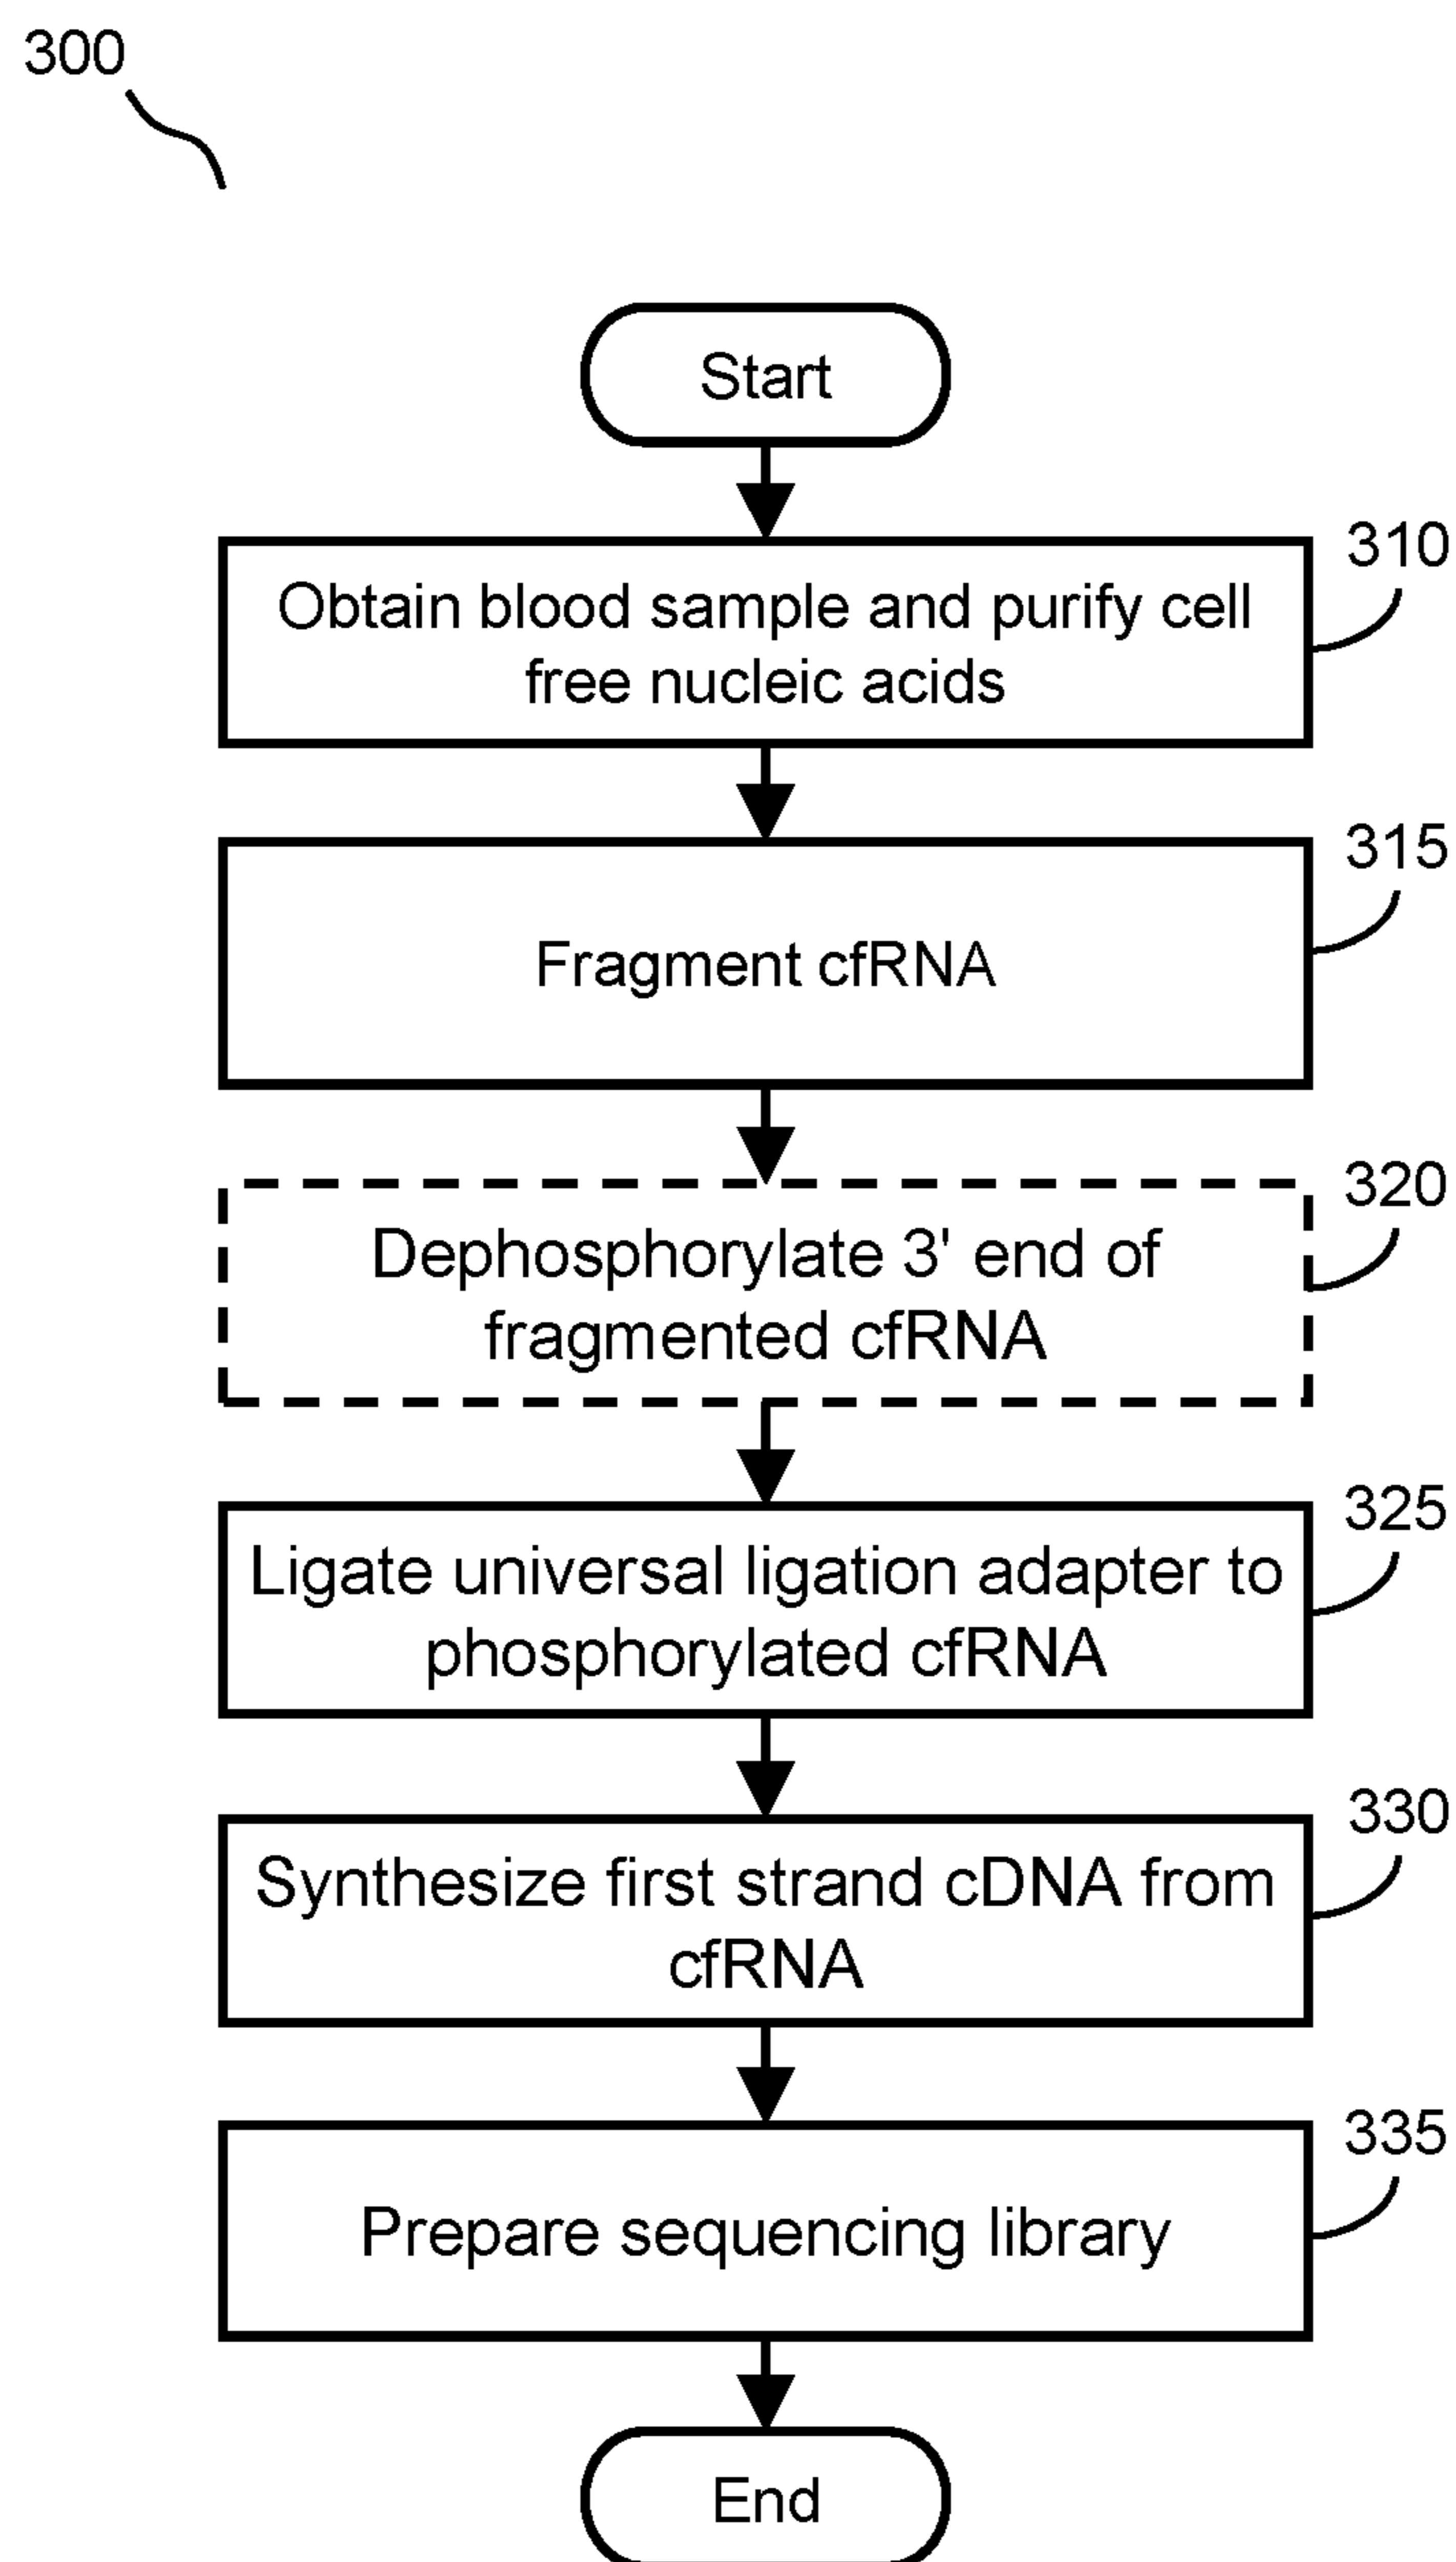 300
Start
310
Obtain blood sample and purify cell
free nucleic acids
315
Fragment cfRNA
320
Dephosphorylate 3' end of
fragmented cfRNA
325
Ligate universal ligation adapter to
phosphorylated cfRNA
330
Synthesize first strand cDNA from
cfRNA
335
Prepare sequencing library
End